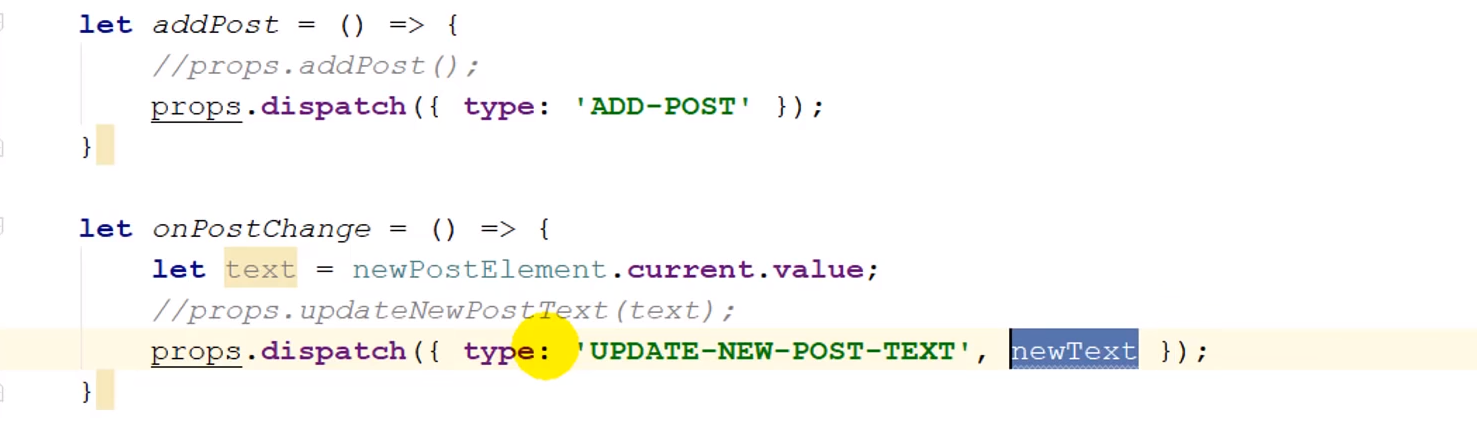 let addPost = () => {
//props.addPost();
props.dispatch({ type: 'ADD-POST' });
}
let onPostChange = () => {
let text = newPostElement.current.value;
//props.updateNewPostText(text);
props.dispatch({ type: 'UPDATE-NEW-POST-TEXT', newText });
}